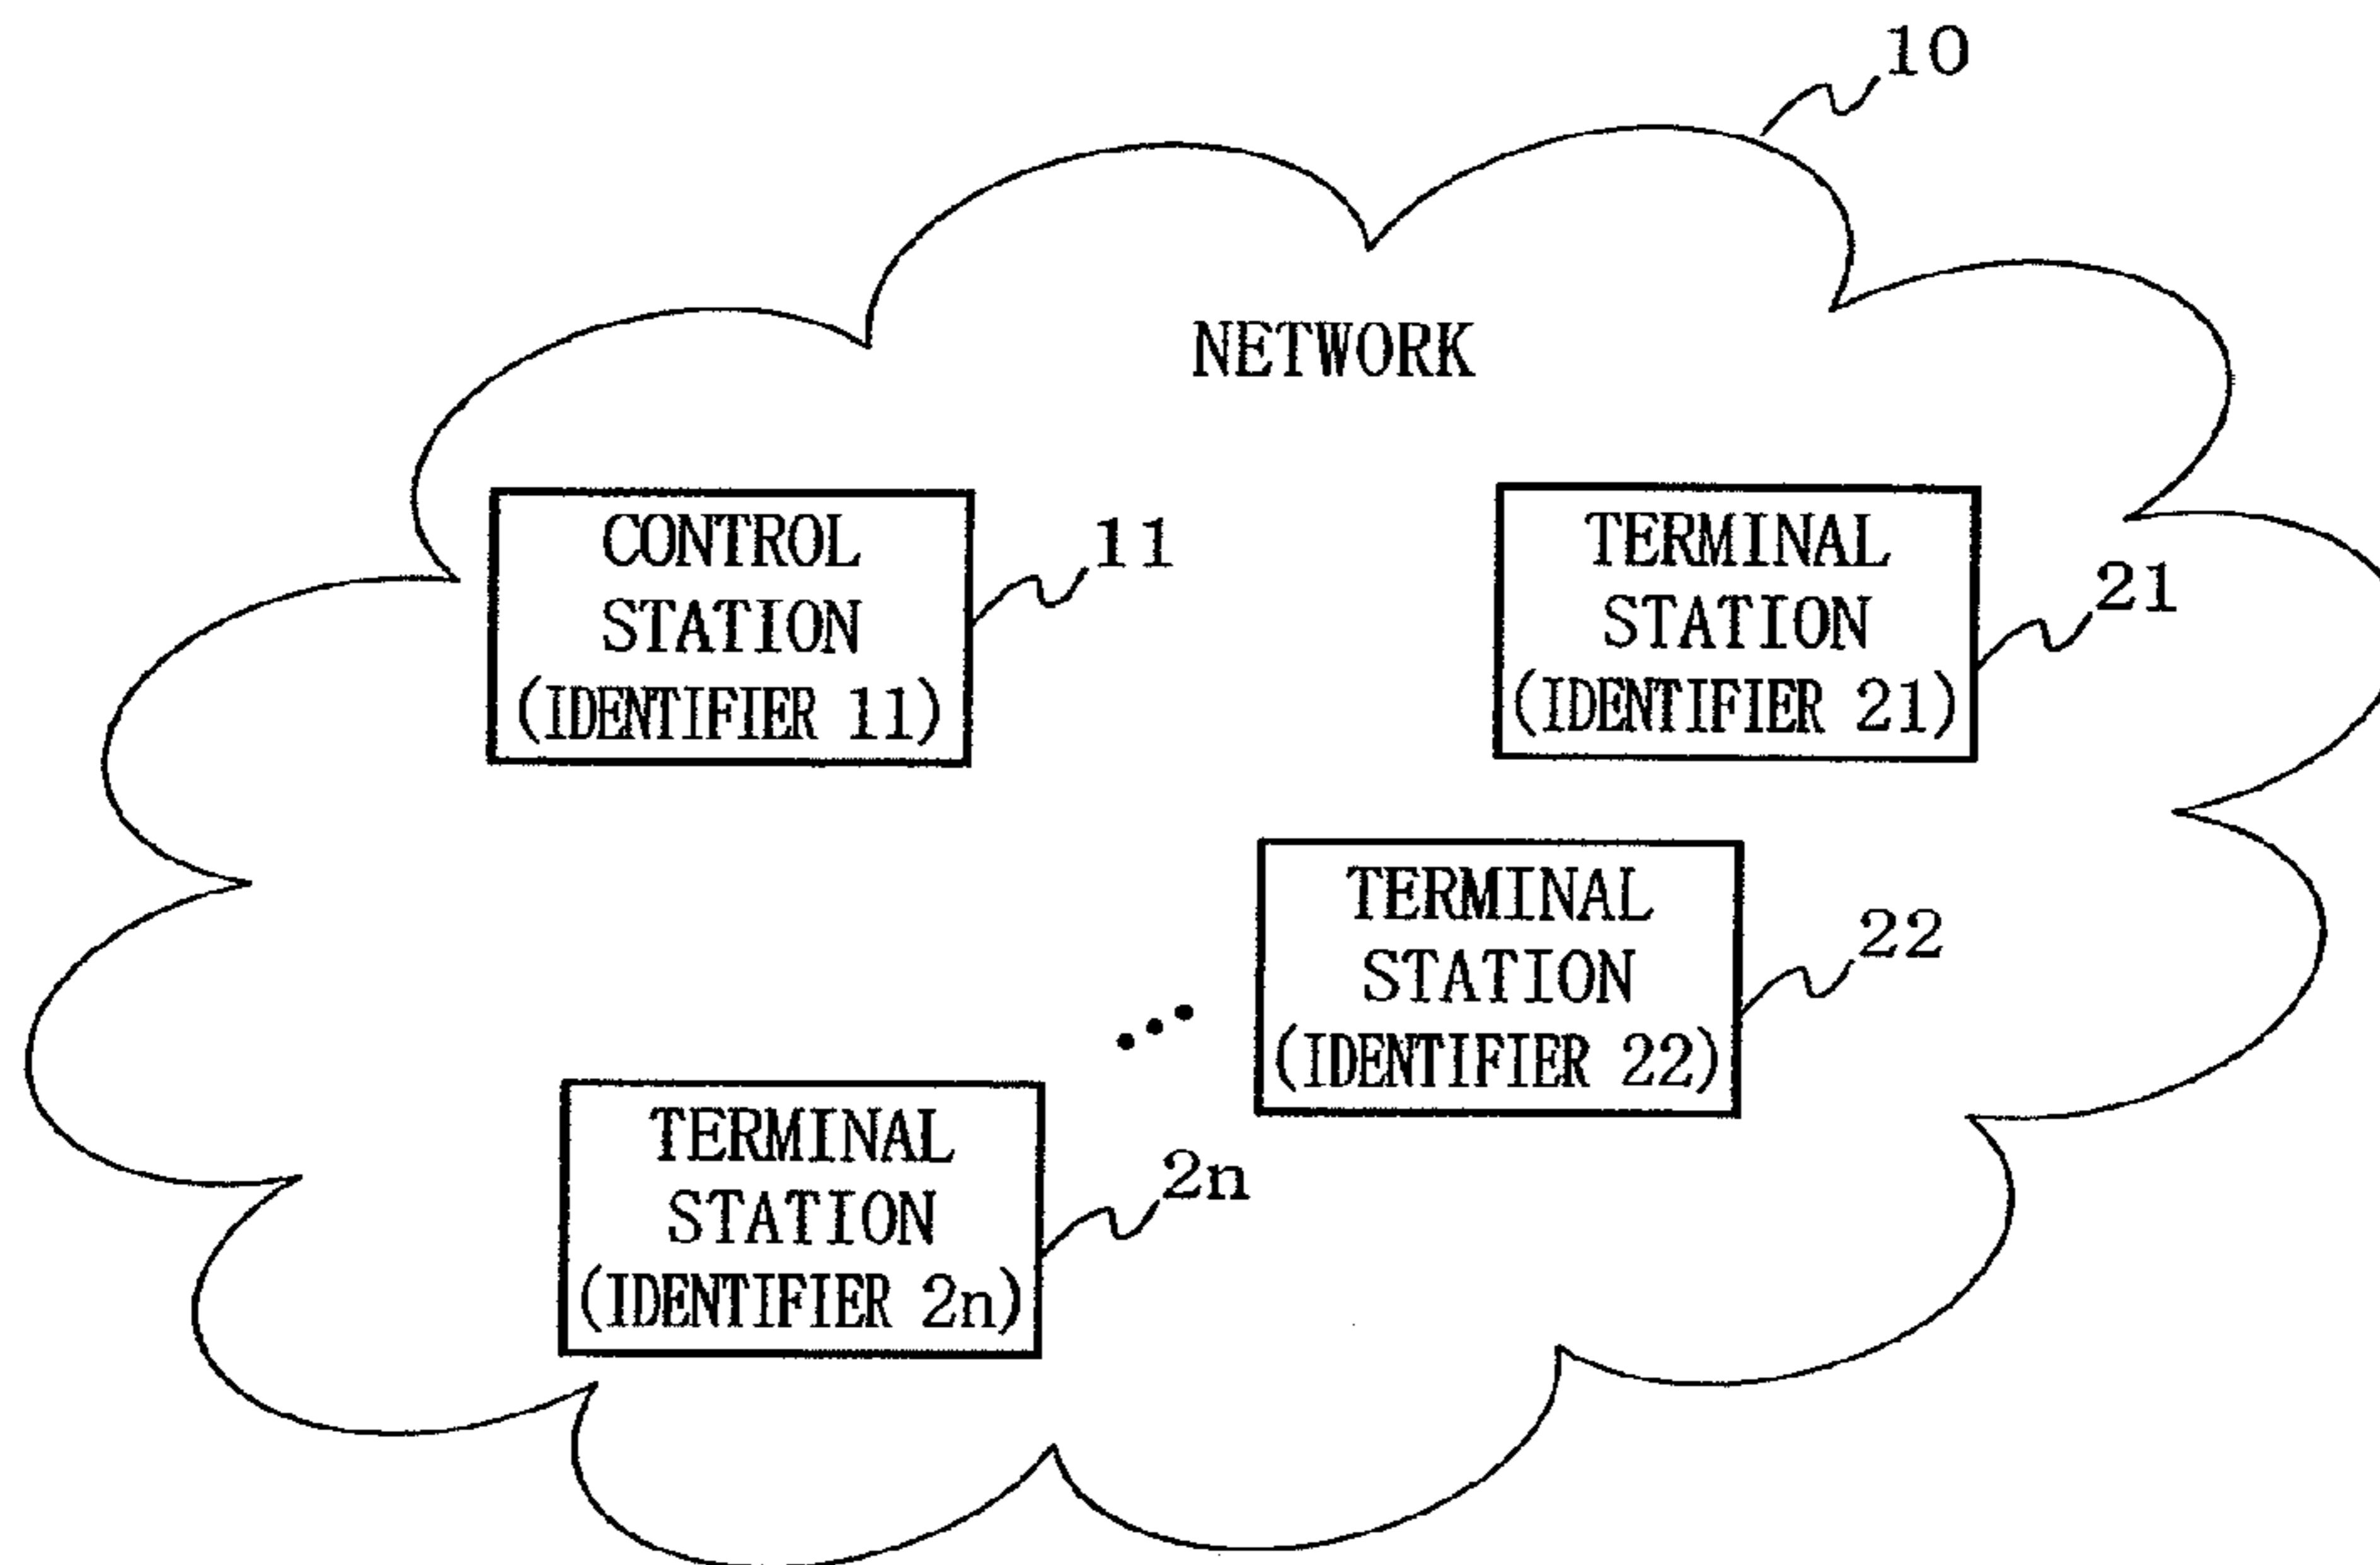 10
NETWORK
CONTROL
STATION
(IDENTIFIER 11)
11
TERMINAL
STATION
(IDENTIFIER 21)
21
TERMINAL
STATION
(IDENTIFIER 22)
22
TERMINAL
STATION
(IDENTIFIER 2n)
2n